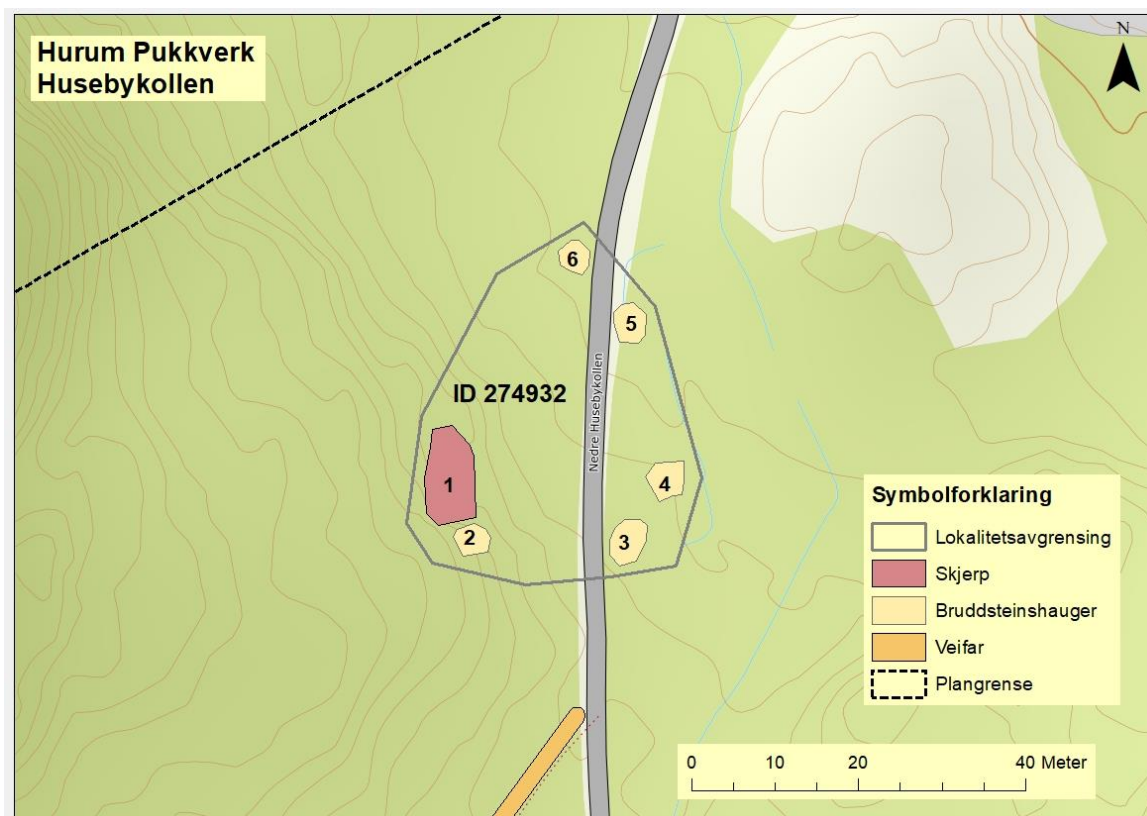 Hurum Pukkverk
Husebykollen
N
6
5
ID 274932
Nedre Husebykollen
1
4
2
3
Symbolforklaring
Lokalitetsavgrensing
Skjerp
Bruddsteinshauger
Veifar
Plangrense
0 10 20 40 Meter